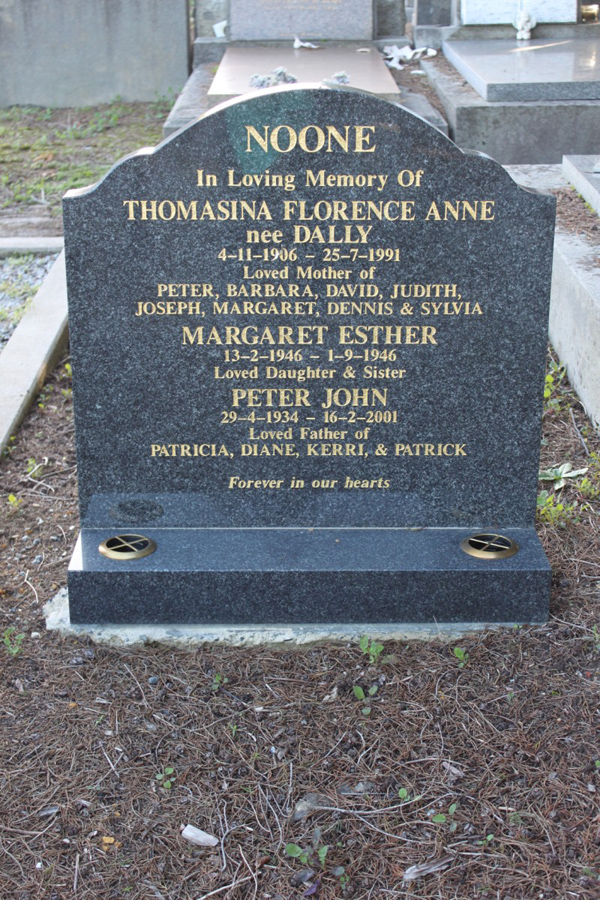 NOONE
In Loving Memory Of
THOMASINA FLORENCE ANNE
nee DALLY
4-11-1906 - 25-7-1991
Loved Mother of
PETER, BARBARA, DAVID, JUDITH,
JOSEPH, MARGARET, DENNIS & SYLVIA
MARGARET ESTHER
13-2-1946 - 1-9-1946
Loved Daughter & Sister
PETER JOHN
29-4-1934 - 16-2-2001
Loved Father of
PATRICIA, DIANE, KERRI, & PATRICK
Forever in our hearts